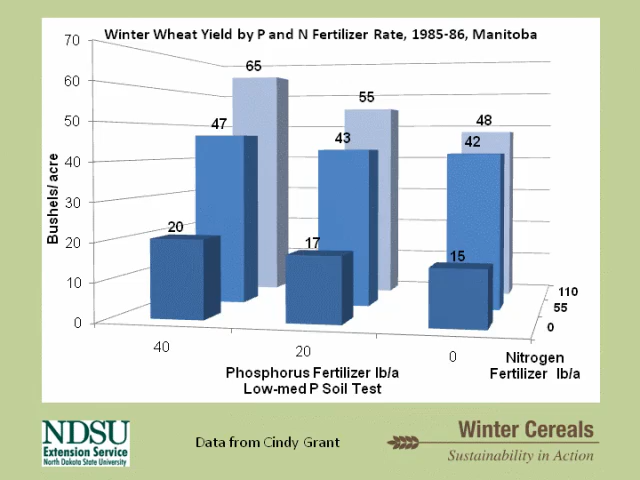 Winter Wheat Yield by P and N Fertilizer Rate, 1985-86, Manitoba
70
60
50
40
30
20
10
0
Bushels/ acre
65
55
48
47
43
42
20
17
15
110
55
0
40
20
0
Phosphorus Fertilizer lb/a
Low-med P Soil Test
Nitrogen
Fertilizer lb/a
NDSU
Extension Service
North Dakota State University
Data from Cindy Grant
Winter Cereals
Sustainability in Action